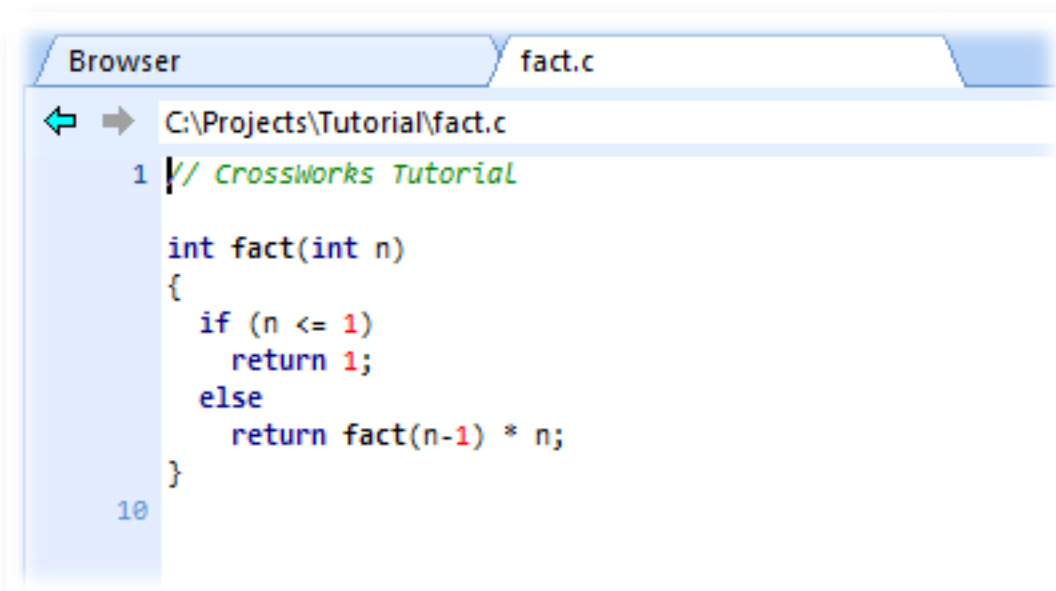 Browser fact.c
C:\Projects\Tutorial\fact.c
1 // CrossWorks Tutorial
int fact(int n)
{
if (n <= 1)
return 1;
else
return fact(n-1) * n;
}
10